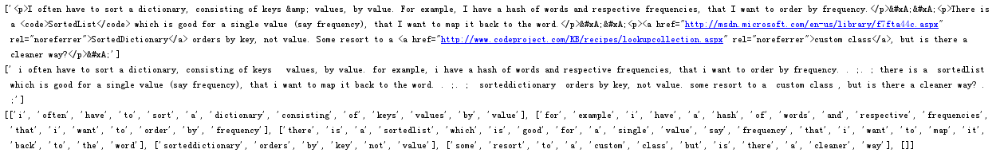 ['<p>I often have to sort a dictionary, consisting of keys &amp; values, by value. For example, I have a hash of words and respective frequencies, that I want to order by frequency.</p>&#xA;&#xA;<p>There is
a <code>SortedList</code> which is good for a single value (say frequency), that I want to map it back to the word.</p>&#xA;&#xA;<p><a href="http://msdn.microsoft.com/en-us/library/f7fta44c.aspx"
rel="noreferrer">SortedDictionary</a> orders by key, not value. Some resort to a <a href="http://www.codeproject.com/KB/recipes/lookupcollection.aspx" rel="noreferrer">custom class</a>, but is there a
cleaner way?</p>&#xA;']
[' i often have to sort a dictionary, consisting of keys   values, by value. for example, i have a hash of words and respective frequencies, that i want to order by frequency. . ;. ; there is a  sortedlist
which is good for a single value (say frequency), that i want to map it back to the word. . ;. ;  sorteddictionary  orders by key, not value. some resort to a  custom class , but is there a cleaner way? .
;']
[['i', 'often', 'have', 'to', 'sort', 'a', 'dictionary', 'consisting', 'of', 'keys', 'values', 'by', 'value'], ['for', 'example', 'i', 'have', 'a', 'hash', 'of', 'words', 'and', 'respective', 'frequencies',
'that', 'i', 'want', 'to', 'order', 'by', 'frequency'], ['there', 'is', 'a', 'sortedlist', 'which', 'is', 'good', 'for', 'a', 'single', 'value', 'say', 'frequency', 'that', 'i', 'want', 'to', 'map', 'it',
'back', 'to', 'the', 'word'], ['sorteddictionary', 'orders', 'by', 'key', 'not', 'value'], ['some', 'resort', 'to', 'a', 'custom', 'class', 'but', 'is', 'there', 'a', 'cleaner', 'way'], []]